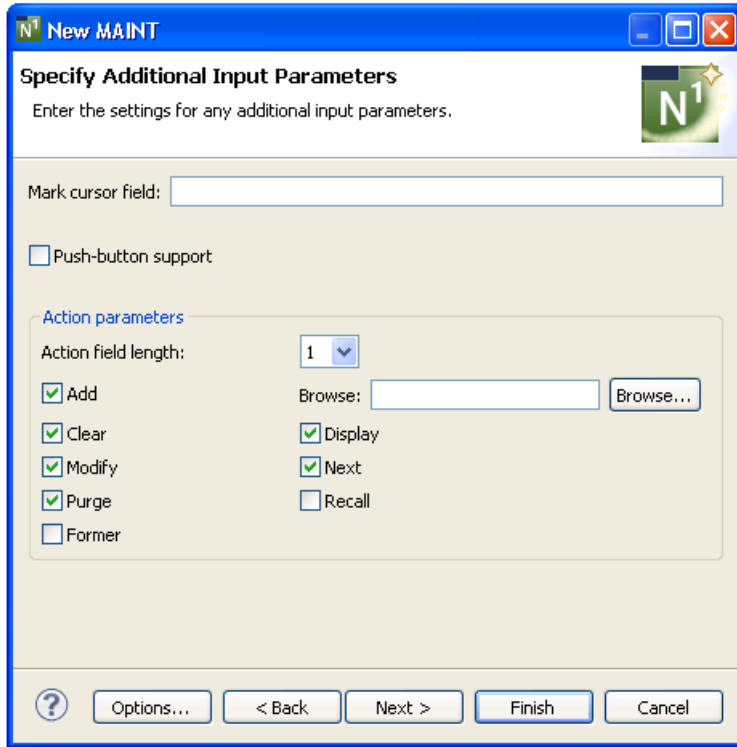 N1 New MAINT
Specify Additional Input Parameters
Enter the settings for any additional input parameters.
N1
Mark cursor field:
Push-button support
Action parameters
Action field length: 1
Add Browse: Browse...
Clear Display
Modify Next
Purge Recall
Former
? Options... < Back Next > Finish Cancel